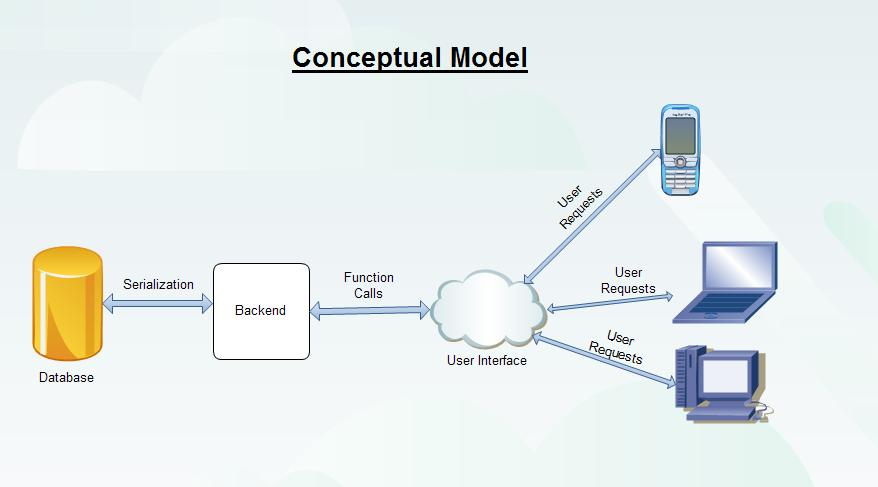 Conceptual Model
User
Requests
Serialization
Function
Calls
User
Requests
Backend
User
Requests
User Interface
Database